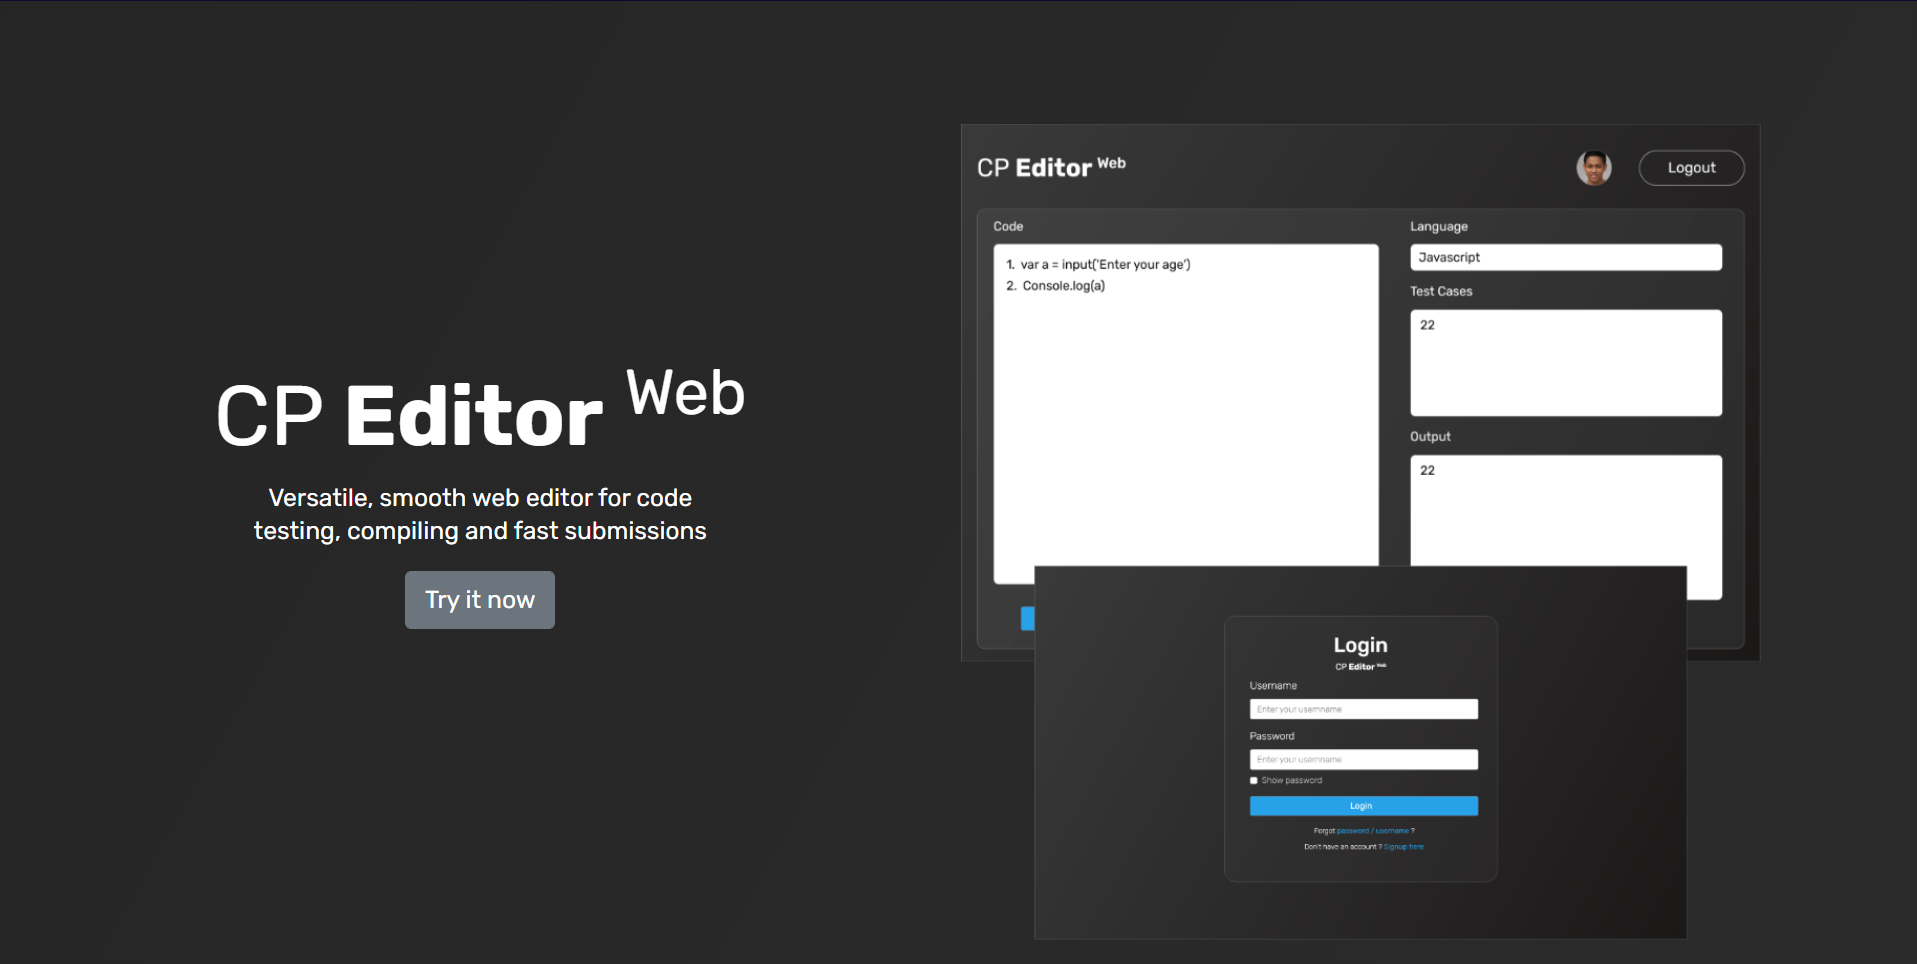 CP Editor Web
Versatile, smooth web editor for code
testing, compiling and fast submissions
Try it now
CP Editor Web
Logout
Code
1. var a = input('Enter your age')
2. Console.log(a)
Language
Javascript
Test Cases
22
Output
22
Login
CP Editor Web
Username
Enter your usernname
Password
Enter your usernname
Show password
Login
Forgot password / username ?
Don't have an account ? Signup here